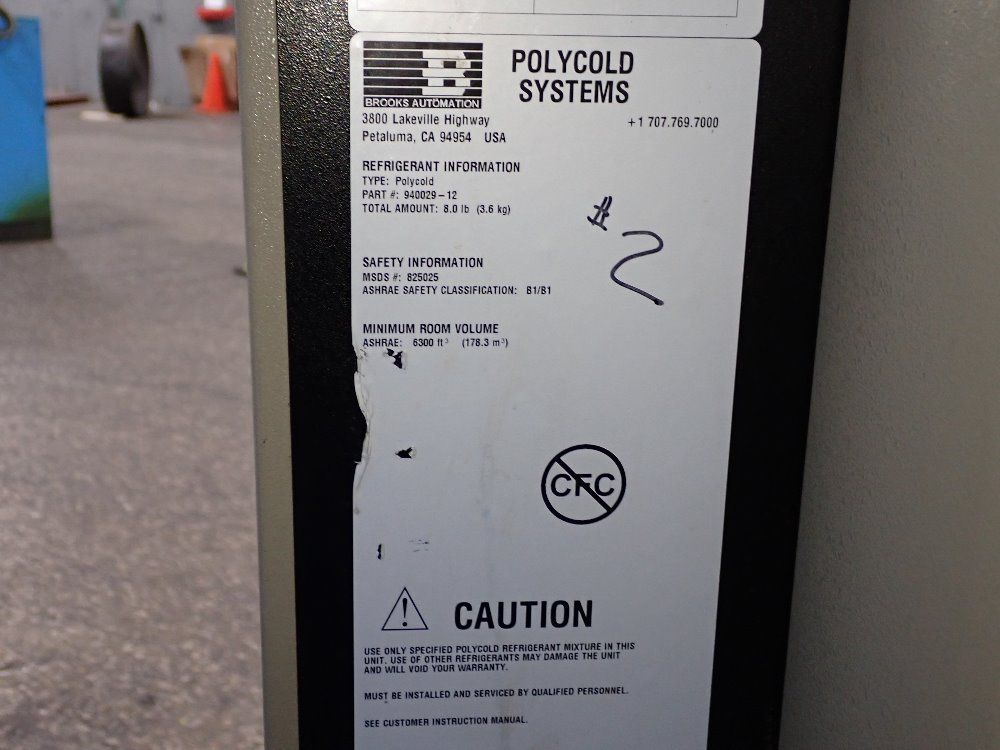 BROOKS AUTOMATION
POLYCOLD
SYSTEMS
3800 Lakeville Highway
Petaluma, CA 94954 USA
+1 707.769.7000
REFRIGERANT INFORMATION
TYPE: Polycold
PART #: 940029-12
TOTAL AMOUNT: 8.0 lb (3.6 kg)
# 2
SAFETY INFORMATION
MSDS #: 825025
ASHRAE SAFETY CLASSIFICATION: B1/B1
MINIMUM ROOM VOLUME
ASHRAE: 6300 ft³ (178.3 m³)
CFC
CAUTION
USE ONLY SPECIFIED POLYCOLD REFRIGERANT MIXTURE IN THIS
UNIT. USE OF OTHER REFRIGERANTS MAY DAMAGE THE UNIT
AND WILL VOID YOUR WARRANTY.
MUST BE INSTALLED AND SERVICED BY QUALIFIED PERSONNEL.
SEE CUSTOMER INSTRUCTION MANUAL.